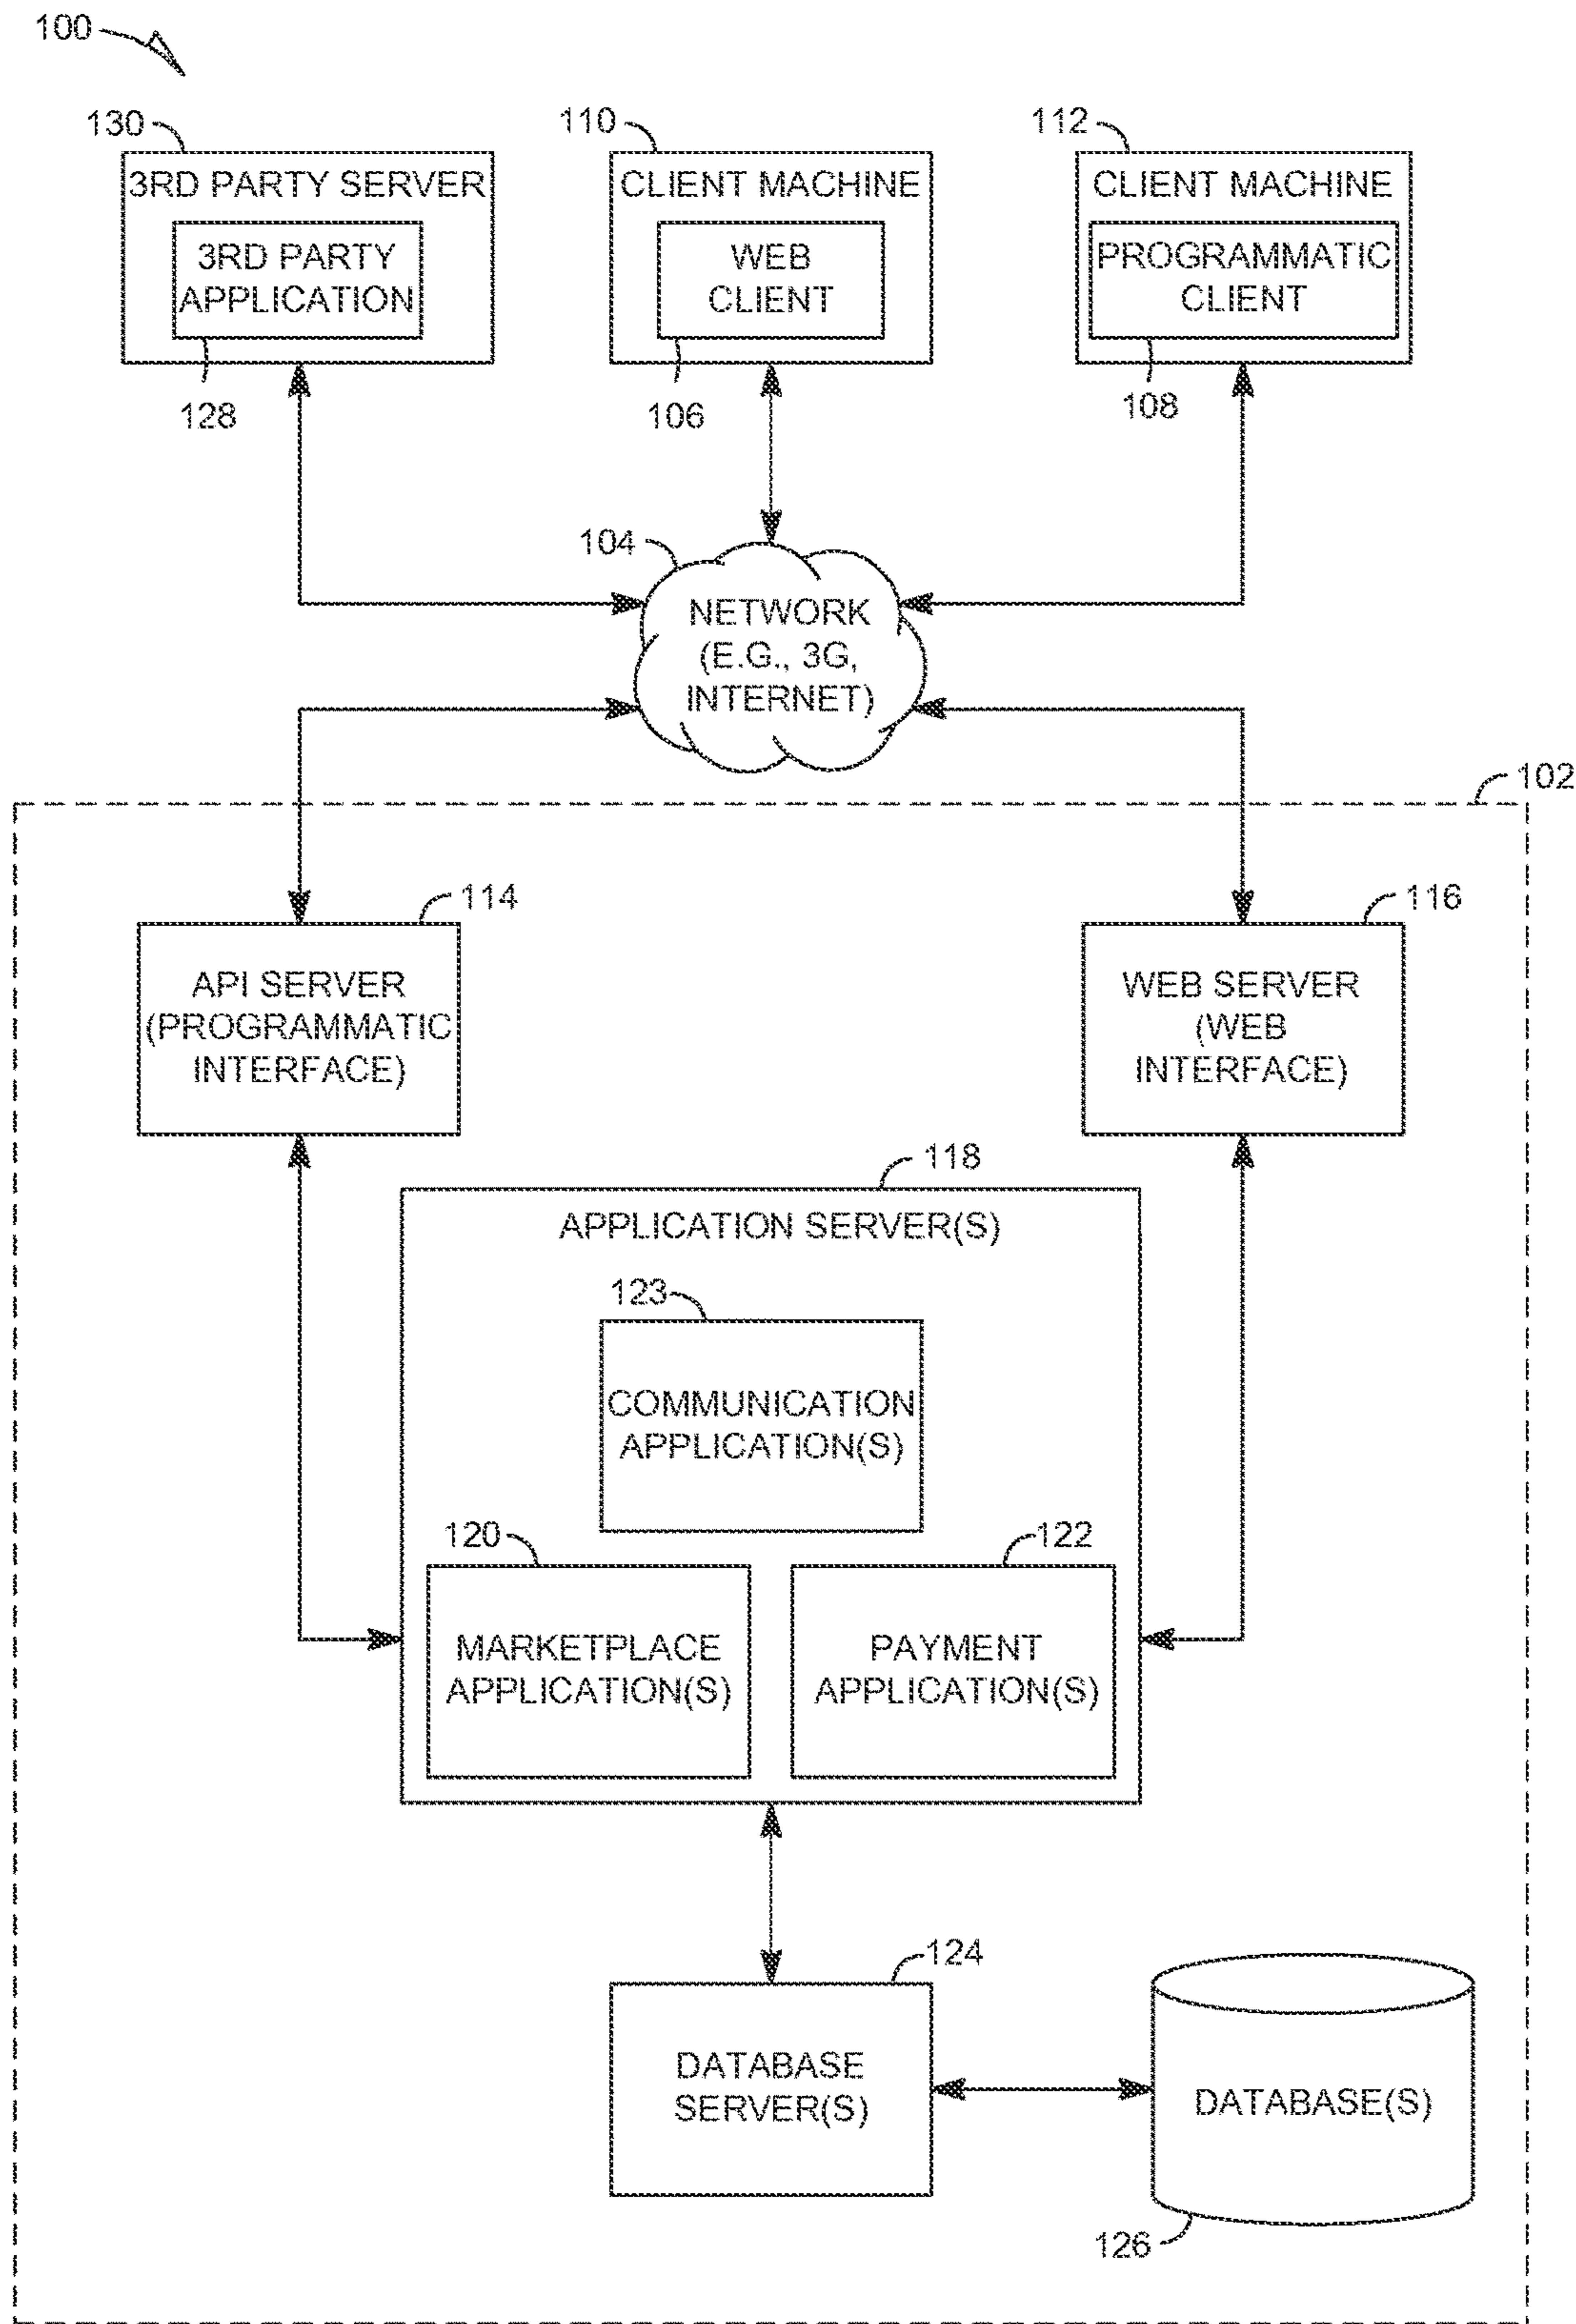 100
130
110
112
3RD PARTY SERVER
CLIENT MACHINE
CLIENT MACHINE
3RD PARTY
APPLICATION
WEB
CLIENT
PROGRAMMATIC
CLIENT
128
106
108
104
NETWORK
(E.G., 3G,
INTERNET)
102
114
116
API SERVER
(PROGRAMMATIC
INTERFACE)
WEB SERVER
(WEB
INTERFACE)
118
APPLICATION SERVER(S)
123
COMMUNICATION
APPLICATION(S)
120
122
MARKETPLACE
APPLICATION(S)
PAYMENT
APPLICATION(S)
124
DATABASE
SERVER(S)
DATABASE(S)
126